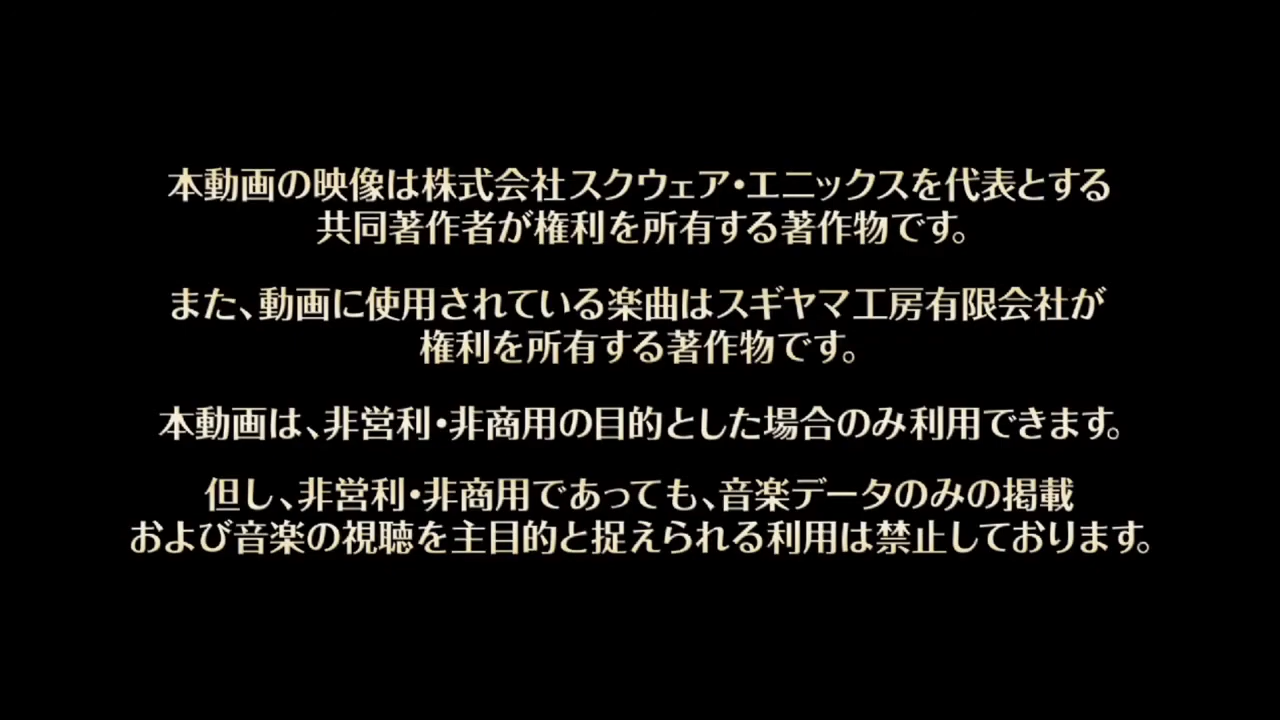 本動画の映像は株式会社スクウェア・エニックスを代表とする
共同著作者が権利を所有する著作物です。
また、動画に使用されている楽曲はスギヤマ工房有限会社が
権利を所有する著作物です。
本動画は、非営利・非商用の目的とした場合のみ利用できます。
但し、非営利・非商用であっても、音楽データのみの掲載
および音楽の視聴を主目的と捉えられる利用は禁止しております。